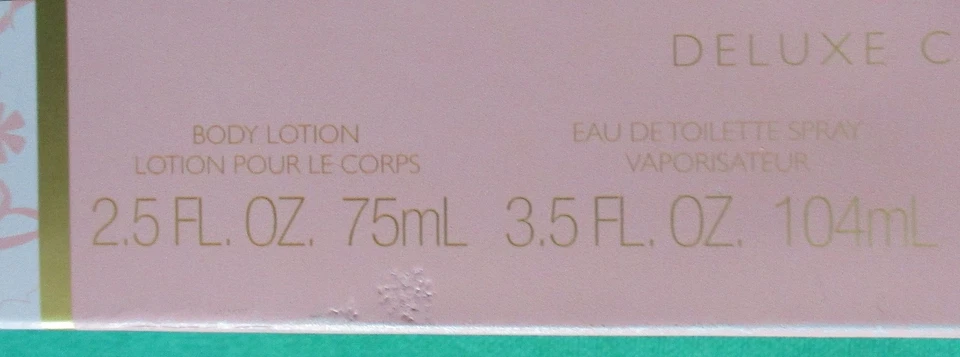 DELUXE C
BODY LOTION
LOTION POUR LE CORPS
2.5 FL. OZ. 75mL
EAU DE TOILETTE SPRAY
VAPORISATEUR
3.5 FL. OZ. 104mL